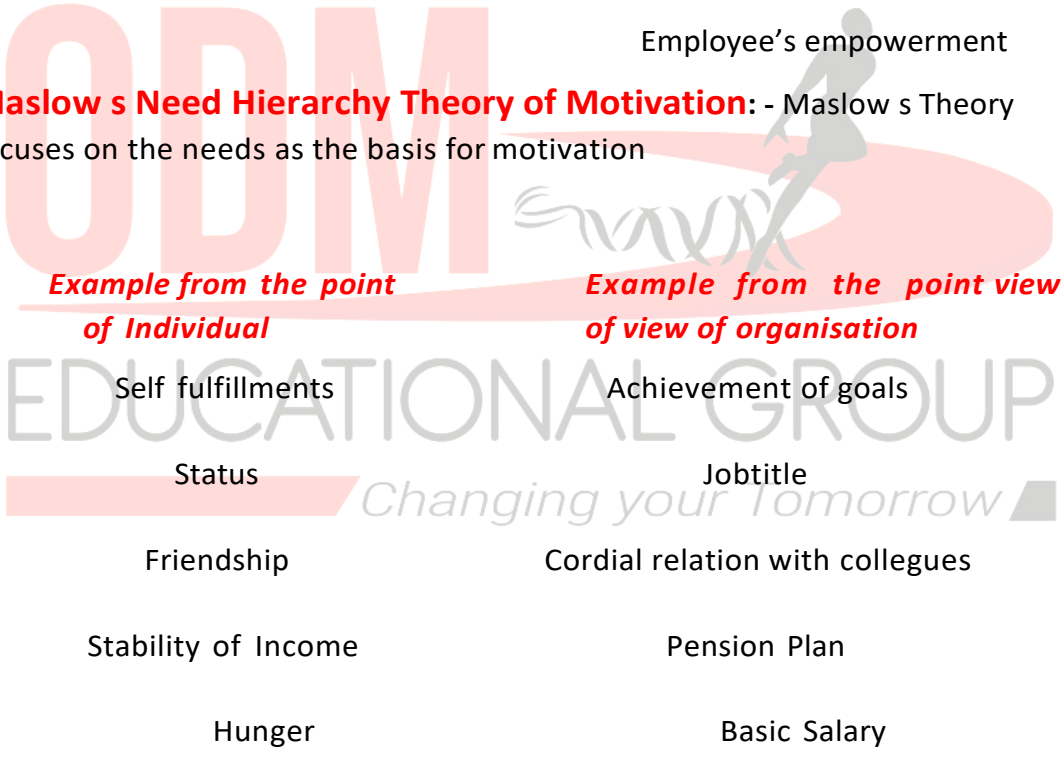 ODM
Employee’s empowerment
aslow s Need Hierarchy Theory of Motivation: - Maslow s Theory
cuses on the needs as the basis for motivation
Example from the point
of Individual
Example from the point view
of view of organisation
EDUCATIONAL GROUP
Self fulfillments Achievement of goals
Status Jobtitle
Changing your Tomorrow
Friendship Cordial relation with collegues
Stability of Income Pension Plan
Hunger Basic Salary